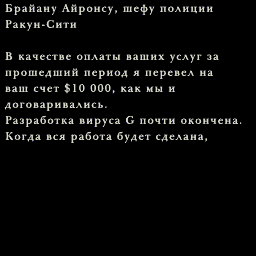 Брайану Айронсу, шефу полиции
Ракун-Сити
В качестве оплаты ваших услуг за
прошедший период я перевел на
ваш счет $10 000, как мы и
договаривались.
Разработка вируса G почти окончена.
Когда вся работа будет сделана,